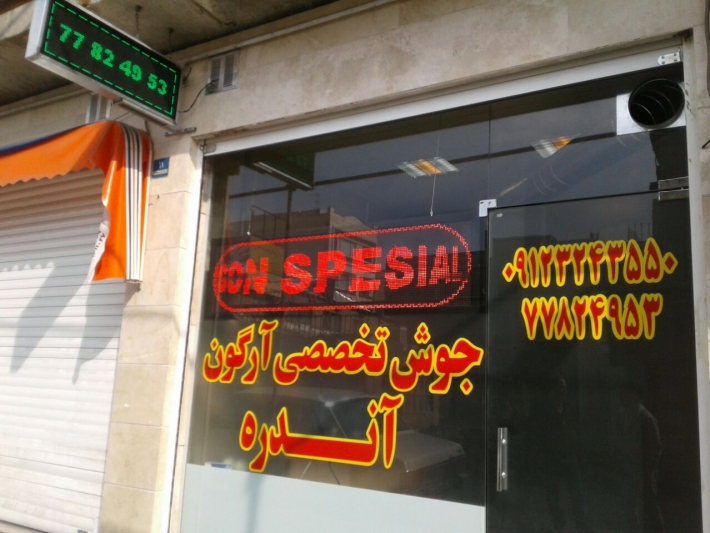 77 82 49 53
GON SPESIAL
جوش تخصصی آرگون
آندره
۰۹۱۲۳۲۴۳۵۵۰
۷۷۸۲۴۹۵۳